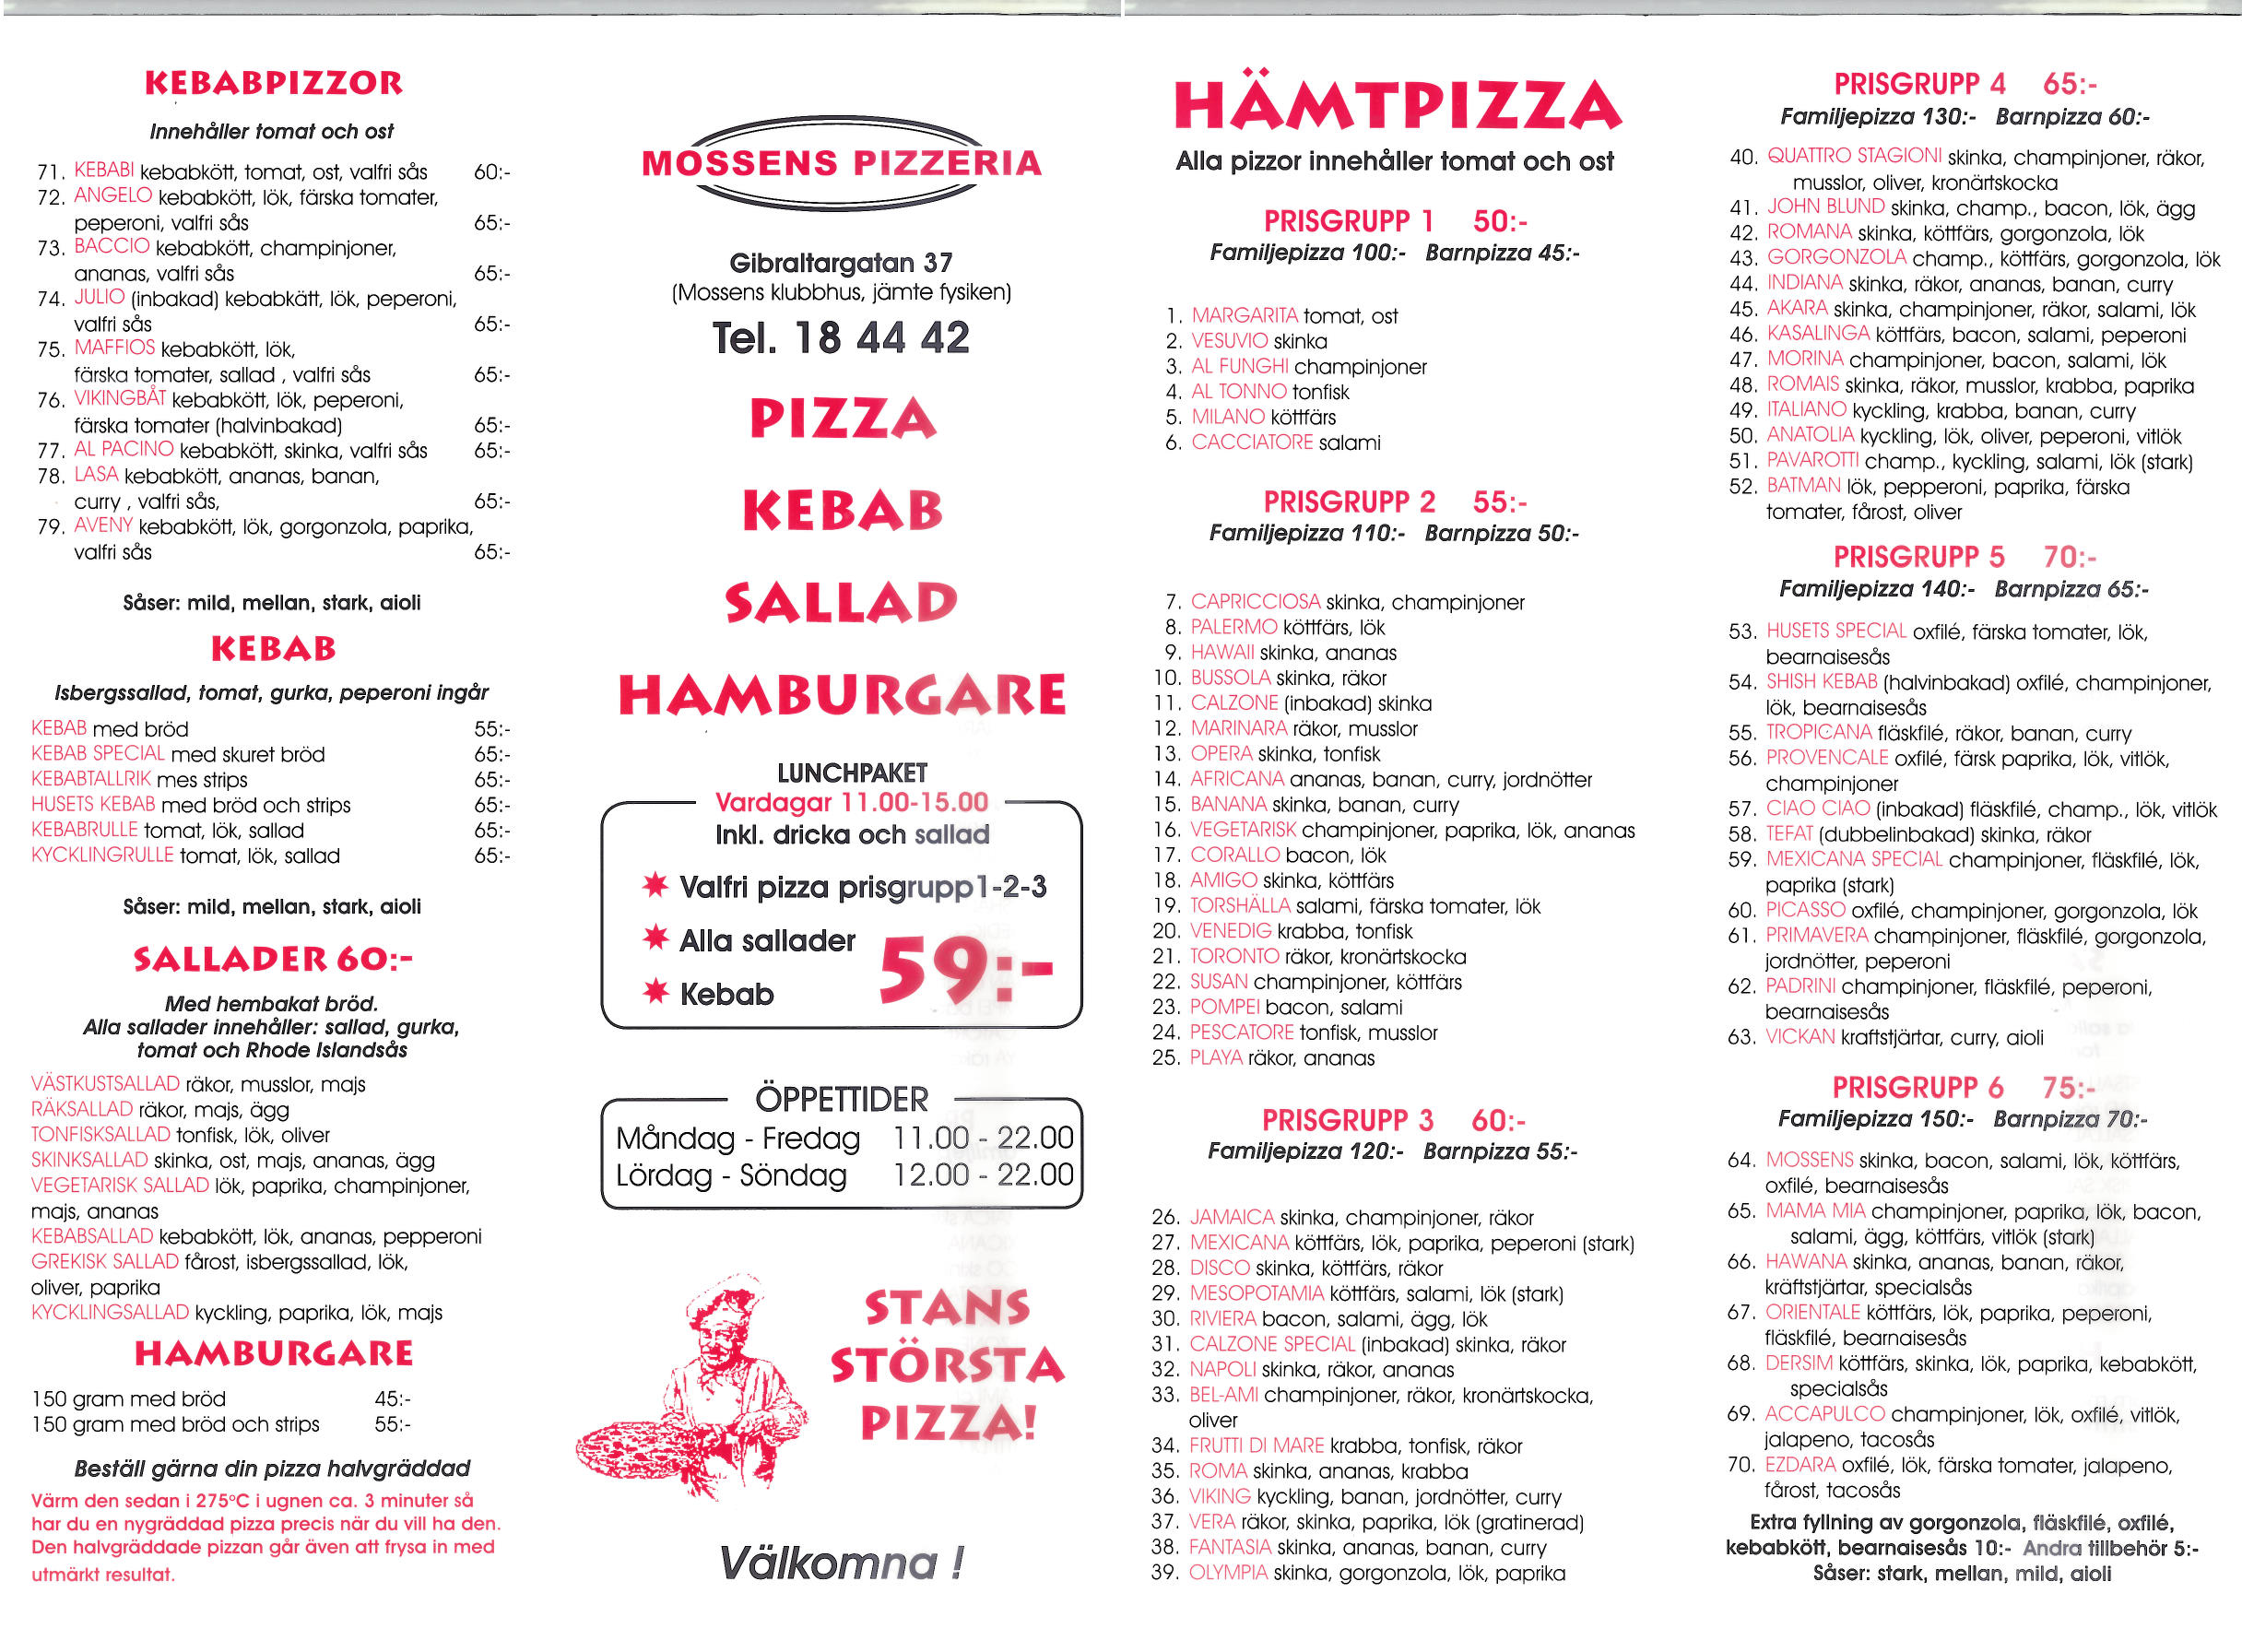 KEBABPIZZOR
Innehåller tomat och ost
71. KEBABI kebabkött, tomat, ost, valfri sås 60:-
72. ANGELO kebabkött, lök, färska tomater,
peperoni, valfri sås 65:-
73. BACCIO kebabkött, champinjoner,
ananas, valfri sås 65:-
74. JULIO (inbakad) kebabkätt, lök, peperoni,
valfri sås 65:-
75. MAFFIOS kebabkött, lök,
färska tomater, sallad , valfri sås 65:-
76. VIKINGBÅT kebabkött, lök, peperoni,
färska tomater (halvinbakad) 65:-
77. AL PACINO kebabkött, skinka, valfri sås 65:-
78. LASA kebabkött, ananas, banan,
curry , valfri sås, 65:-
79. AVENY kebabkött, lök, gorgonzola, paprika,
valfri sås 65:-
Såser: mild, mellan, stark, aioli
KEBAB
Isbergssallad, tomat, gurka, peperoni ingår
KEBAB med bröd 55:-
KEBAB SPECIAL med skuret bröd 65:-
KEBABTALLRIK mes strips 65:-
HUSETS KEBAB med bröd och strips 65:-
KEBABRULLE tomat, lök, sallad 65:-
KYCKLINGRULLE tomat, lök, sallad 65:-
Såser: mild, mellan, stark, aioli
SALLADER 60:-
Med hembakat bröd.
Alla sallader innehåller: sallad, gurka,
tomat och Rhode Islandsås
VÄSTKUSTSALLAD räkor, musslor, majs
RÄKSALLAD räkor, majs, ägg
TONFISKSALLAD tonfisk, lök, oliver
SKINKSALLAD skinka, ost, majs, ananas, ägg
VEGETARISK SALLAD lök, paprika, champinjoner,
majs, ananas
KEBABSALLAD kebabkött, lök, ananas, pepperoni
GREKISK SALLAD fårost, isbergssallad, lök,
oliver, paprika
KYCKLINGSALLAD kyckling, paprika, lök, majs
HAMBURGARE
150 gram med bröd 45:-
150 gram med bröd och strips 55:-
Beställ gärna din pizza halvgräddad
Värm den sedan i 275°C i ugnen ca. 3 minuter så
har du en nygräddad pizza precis när du vill ha den.
Den halvgräddade pizzan går även att frysa in med
utmärkt resultat.
MOSSENS PIZZERIA
Gibraltargatan 37
(Mossens klubbhus, jämte fysiken)
Tel. 18 44 42
PIZZA
KEBAB
SALLAD
HAMBURGARE
LUNCHPAKET
Vardagar 11.00-15.00
Inkl. dricka och sallad
Valfri pizza prisgrupp1-2-3
Alla sallader
Kebab
59:-
ÖPPETTIDER
Måndag - Fredag 11.00 - 22.00
Lördag - Söndag 12.00 - 22.00
STANS
STÖRSTA
PIZZA!
Välkomna !
HÄMTPIZZA
Alla pizzor innehåller tomat och ost
PRISGRUPP 1 50:-
Familjepizza 100:- Barnpizza 45:-
1. MARGARITA tomat, ost
2. VESUVIO skinka
3. AL FUNGHI champinjoner
4. AL TONNO tonfisk
5. MILANO köttfärs
6. CACCIATORE salami
PRISGRUPP 2 55:-
Familjepizza 110:- Barnpizza 50:-
7. CAPRICCIOSA skinka, champinjoner
8. PALERMO köttfärs, lök
9. HAWAII skinka, ananas
10. BUSSOLA skinka, räkor
11. CALZONE (inbakad) skinka
12. MARINARA räkor, musslor
13. OPERA skinka, tonfisk
14. AFRICANA ananas, banan, curry, jordnötter
15. BANANA skinka, banan, curry
16. VEGETARISK champinjoner, paprika, lök, ananas
17. CORALLO bacon, lök
18. AMIGO skinka, köttfärs
19. TORSHÄLLA salami, färska tomater, lök
20. VENEDIG krabba, tonfisk
21. TORONTO räkor, kronärtskocka
22. SUSAN champinjoner, köttfärs
23. POMPEI bacon, salami
24. PESCATORE tonfisk, musslor
25. PLAYA räkor, ananas
PRISGRUPP 3 60:-
Familjepizza 120:- Barnpizza 55:-
26. JAMAICA skinka, champinjoner, räkor
27. MEXICANA köttfärs, lök, paprika, peperoni (stark)
28. DISCO skinka, köttfärs, räkor
29. MESOPOTAMIA köttfärs, salami, lök (stark)
30. RIVIERA bacon, salami, ägg, lök
31. CALZONE SPECIAL (inbakad) skinka, räkor
32. NAPOLI skinka, räkor, ananas
33. BEL-AMI champinjoner, räkor, kronärtskocka,
oliver
34. FRUTTI DI MARE krabba, tonfisk, räkor
35. ROMA skinka, ananas, krabba
36. VIKING kyckling, banan, jordnötter, curry
37. VERA räkor, skinka, paprika, lök (gratinerad)
38. FANTASIA skinka, ananas, banan, curry
39. OLYMPIA skinka, gorgonzola, lök, paprika
PRISGRUPP 4 65:-
Familjepizza 130:- Barnpizza 60:-
40. QUATTRO STAGIONI skinka, champinjoner, räkor,
musslor, oliver, kronärtskocka
41. JOHN BLUND skinka, champ., bacon, lök, ägg
42. ROMANA skinka, köttfärs, gorgonzola, lök
43. GORGONZOLA champ., köttfärs, gorgonzola, lök
44. INDIANA skinka, räkor, ananas, banan, curry
45. AKARA skinka, champinjoner, räkor, salami, lök
46. KASALINGA köttfärs, bacon, salami, peperoni
47. MORINA champinjoner, bacon, salami, lök
48. ROMAIS skinka, räkor, musslor, krabba, paprika
49. ITALIANO kyckling, krabba, banan, curry
50. ANATOLIA kyckling, lök, oliver, peperoni, vitlök
51. PAVAROTTI champ., kyckling, salami, lök (stark)
52. BATMAN lök, pepperoni, paprika, färska
tomater, fårost, oliver
PRISGRUPP 5 70:-
Familjepizza 140:- Barnpizza 65:-
53. HUSETS SPECIAL oxfilé, färska tomater, lök,
bearnaisesås
54. SHISH KEBAB (halvinbakad) oxfilé, champinjoner,
lök, bearnaisesås
55. TROPICANA fläskfilé, räkor, banan, curry
56. PROVENCALE oxfilé, färsk paprika, lök, vitlök,
champinjoner
57. CIAO CIAO (inbakad) fläskfilé, champ., lök, vitlök
58. TEFAT (dubbelinbakad) skinka, räkor
59. MEXICANA SPECIAL champinjoner, fläskfilé, lök,
paprika (stark)
60. PICASSO oxfilé, champinjoner, gorgonzola, lök
61. PRIMAVERA champinjoner, fläskfilé, gorgonzola,
jordnötter, peperoni
62. PADRINI champinjoner, fläskfilé, peperoni,
bearnaisesås
63. VICKAN kraftstjärtar, curry, aioli
PRISGRUPP 6 75:-
Familjepizza 150:- Barnpizza 70:-
64. MOSSENS skinka, bacon, salami, lök, köttfärs,
oxfilé, bearnaisesås
65. MAMA MIA champinjoner, paprika, lök, bacon,
salami, ägg, köttfärs, vitlök (stark)
66. HAWANA skinka, ananas, banan, räkor,
kräftstjärtar, specialsås
67. ORIENTALE köttfärs, lök, paprika, peperoni,
fläskfilé, bearnaisesås
68. DERSIM köttfärs, skinka, lök, paprika, kebabkött,
specialsås
69. ACCAPULCO champinjoner, lök, oxfilé, vitlök,
jalapeno, tacosås
70. EZDARA oxfilé, lök, färska tomater, jalapeno,
fårost, tacosås
Extra fyllning av gorgonzola, fläskfilé, oxfilé,
kebabkött, bearnaisesås 10:- Andra tillbehör 5:-
Såser: stark, mellan, mild, aioli